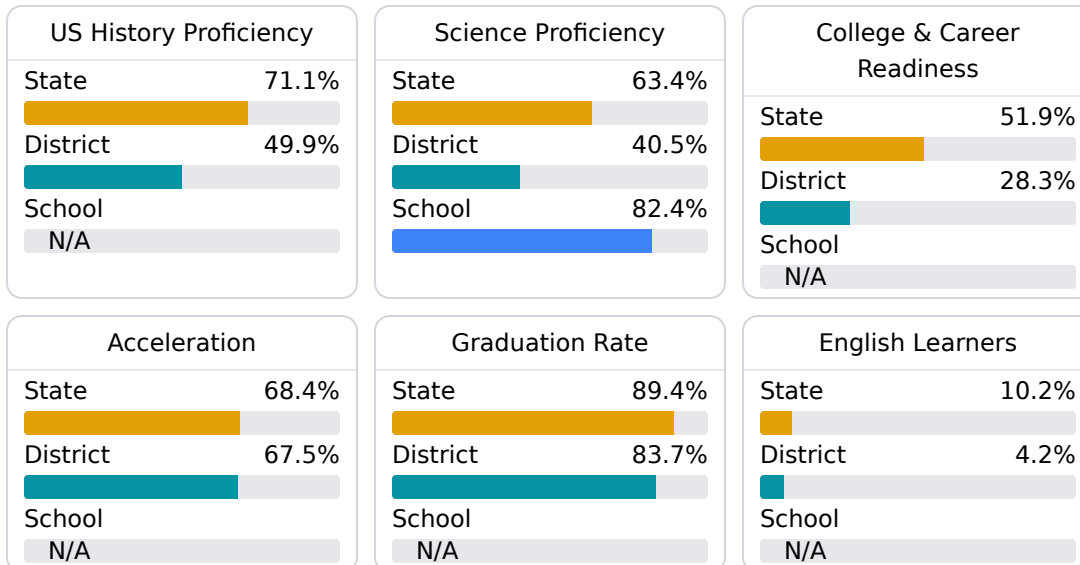 US History Proficiency
State 71.1%
District 49.9%
School
N/A
Science Proficiency
State 63.4%
District 40.5%
School 82.4%
College & Career
Readiness
State 51.9%
District 28.3%
School
N/A
Acceleration
State 68.4%
District 67.5%
School
N/A
Graduation Rate
State 89.4%
District 83.7%
School
N/A
English Learners
State 10.2%
District 4.2%
School
N/A